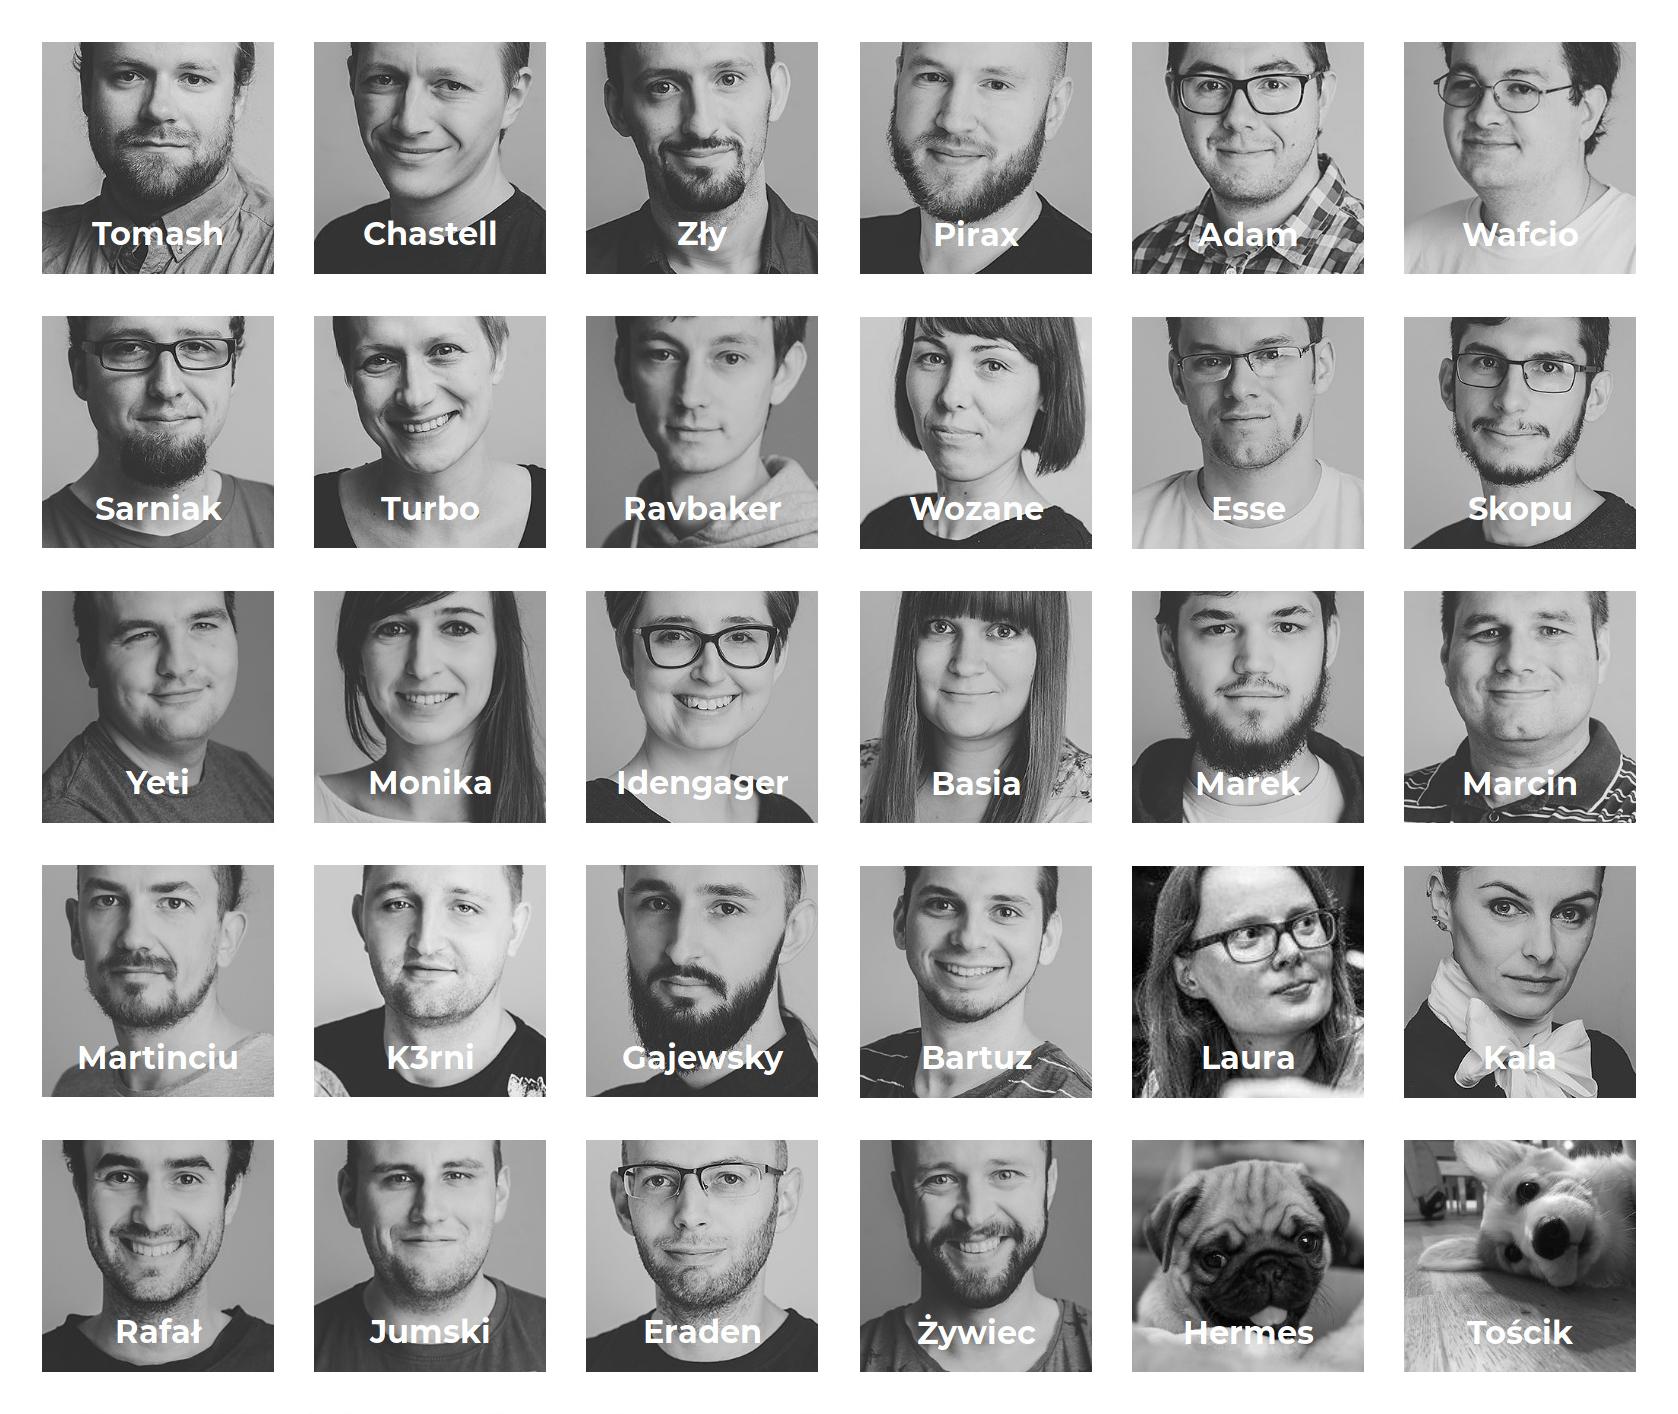 Tomash
Chastell
Zły
Pirax
Adam
Wafcio
Sarniak
Turbo
Ravbaker
Wozane
Esse
Skopu
Yeti
Monika
Idengager
Basia
Marek
Marcin
Martinciu
K3rni
Gajewsky
Bartuz
Laura
Kala
Rafał
Jumski
Eraden
Żywiec
Hermes
Tościk